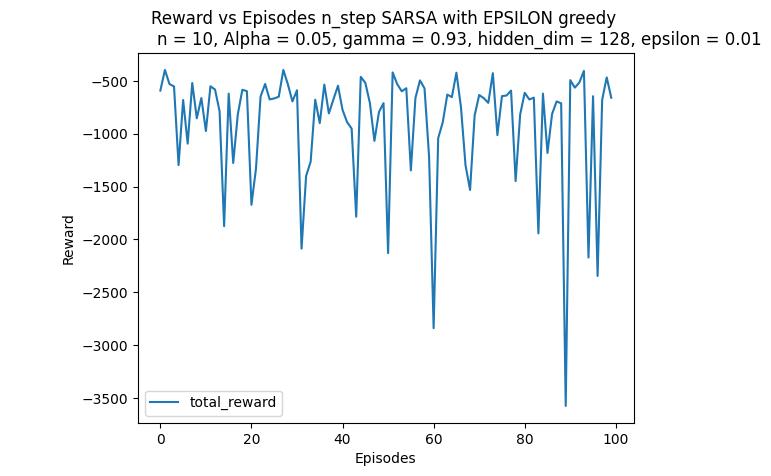 Reward vs Episodes n_step SARSA with EPSILON greedy
n = 10, Alpha = 0.05, gamma = 0.93, hidden_dim = 128, epsilon = 0.01
−500
−1000
−1500
−2000
−2500
−3000
−3500
Reward
total_reward
0 20 40 60 80 100
Episodes